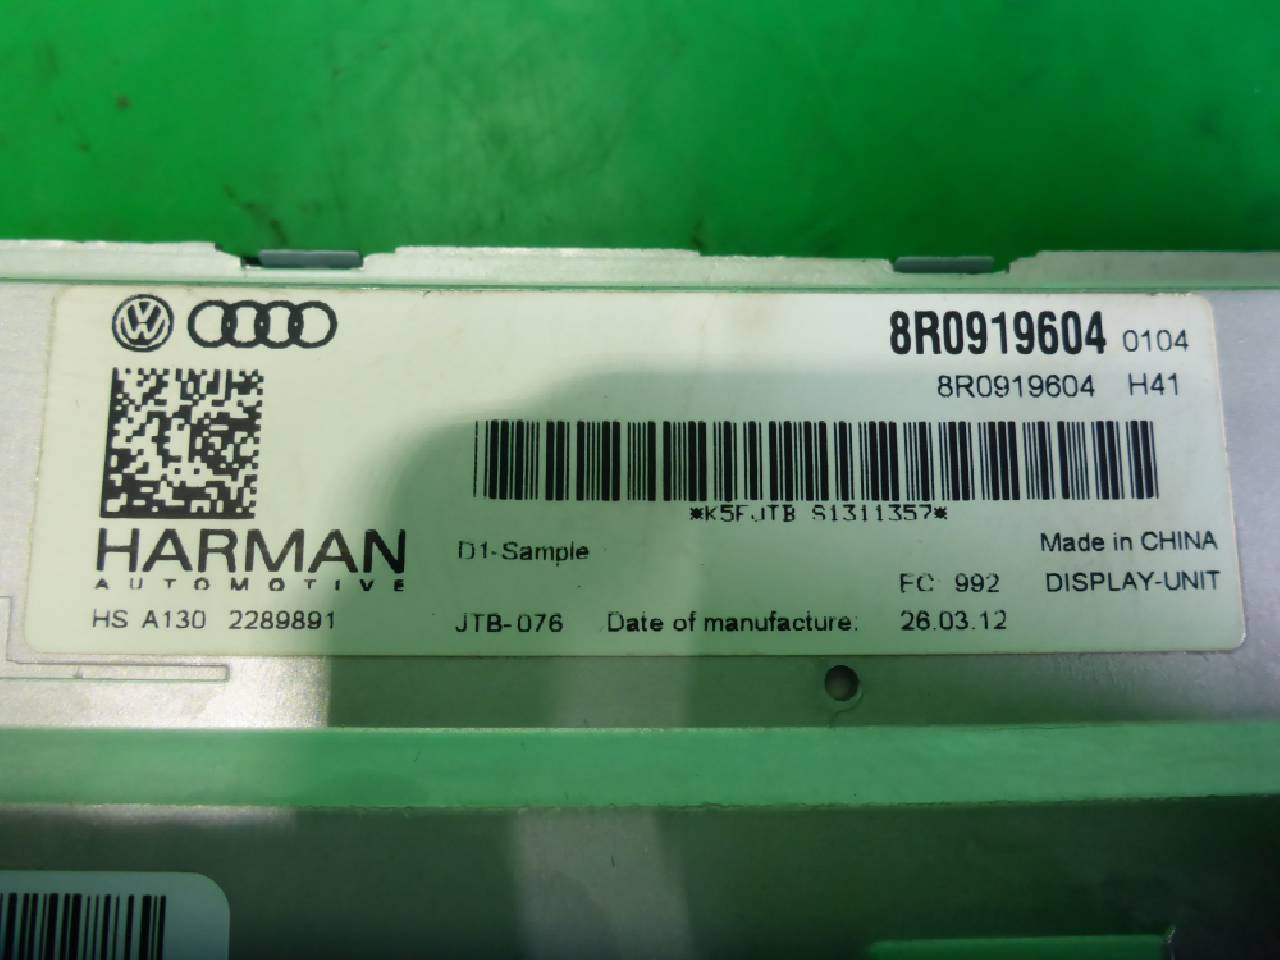 8R0919604 0104
8R0919604 H41
*K5FJTB S1311357*
HARMAN
AUTOMOTIVE
D1-Sample
Made in CHINA
FC 992 DISPLAY-UNIT
HS A130 2289891 JTB-076 Date of manufacture: 26.03.12